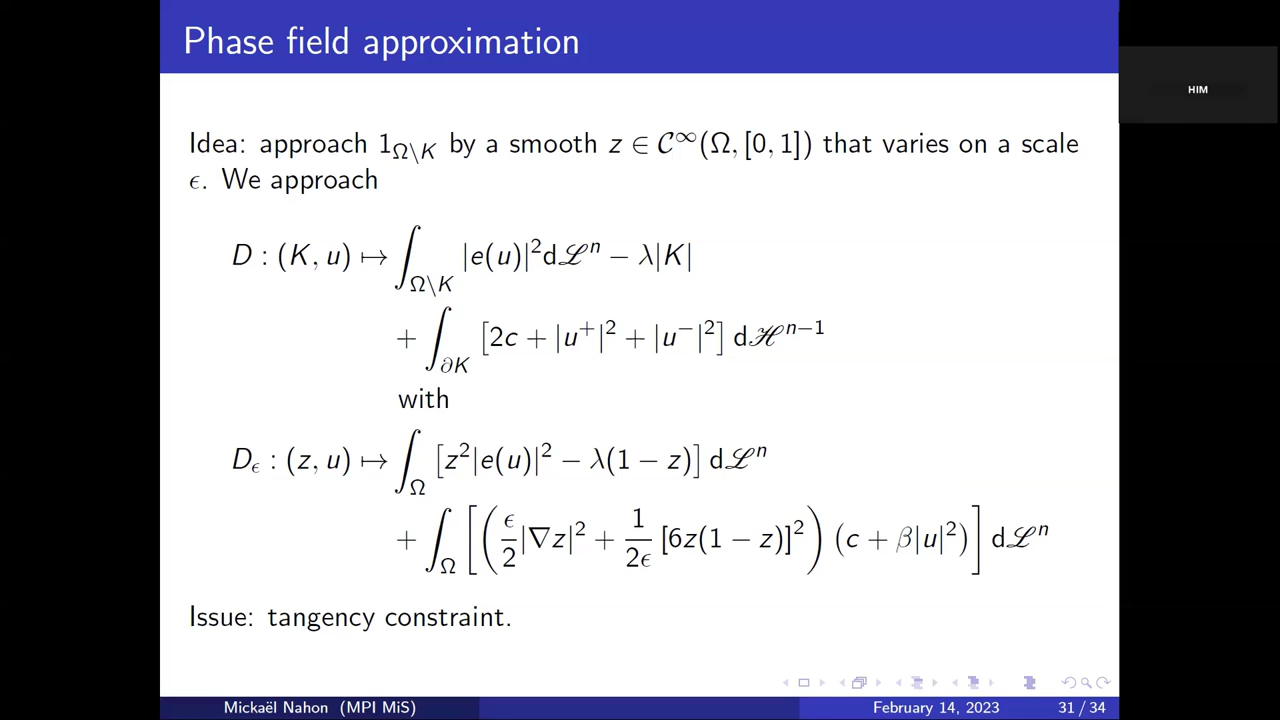 Phase field approximation
HIM
Idea: approach 1_{Ω\K} by a smooth z ∈ 𝒞^∞(Ω, [0, 1]) that varies on a scale
ϵ. We approach
D : (K, u) ↦ ∫_{Ω\K} |e(u)|²dℒⁿ − λ|K|
+ ∫_{∂K} [2c + |u⁺|² + |u⁻|²] dℋⁿ⁻¹
with
D_ϵ : (z, u) ↦ ∫_Ω [z²|e(u)|² − λ(1 − z)] dℒⁿ
+ ∫_Ω [(ϵ/2 |∇z|² + 1/2ϵ [6z(1 − z)]²) (c + β|u|²)] dℒⁿ
Issue: tangency constraint.
Mickaël Nahon (MPI MiS) February 14, 2023 31 / 34